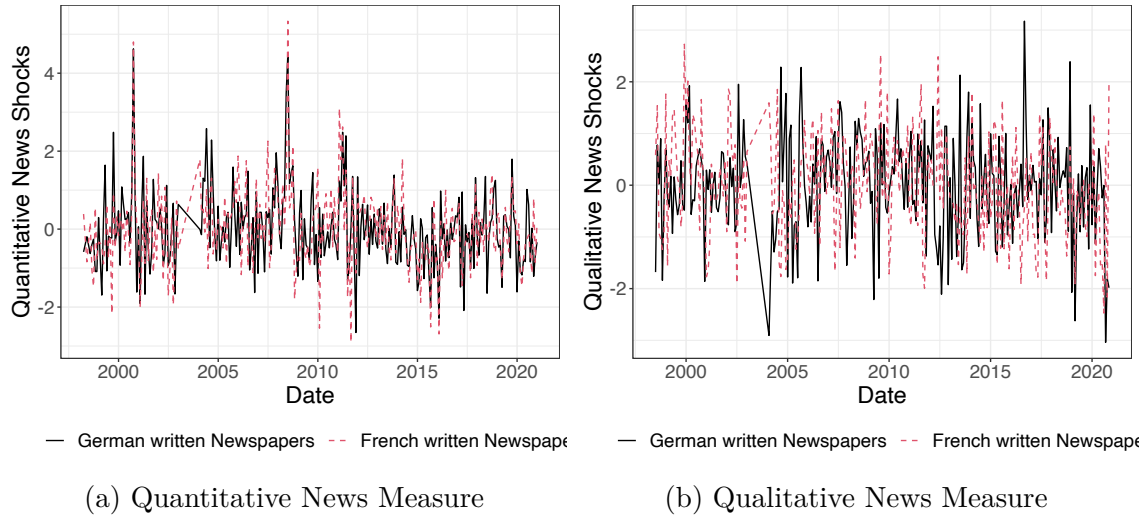 Quantitative News Shocks
4
2
0
-2
2000 2005 2010 2015 2020
Date
German written Newspapers French written Newspape
(a) Quantitative News Measure
Qualitative News Shocks
2
0
-2
2000 2005 2010 2015 2020
Date
German written Newspapers French written Newspape
(b) Qualitative News Measure